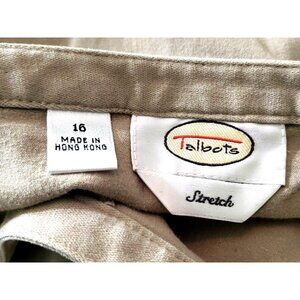 16
MADE IN
HONG KONG
Talbots
Stretch